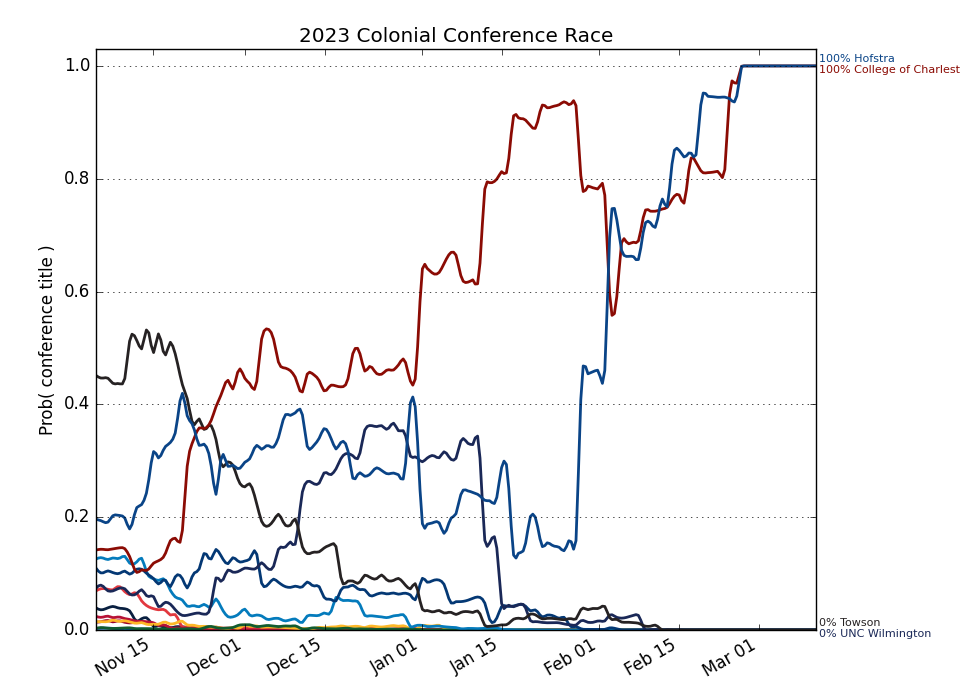 2023 Colonial Conference Race
1.0
0.8
0.6
0.4
0.2
0.0
Prob( conference title )
100% Hofstra
100% College of Charlest
0% Towson
0% UNC Wilmington
Nov 15
Dec 01
Dec 15
Jan 01
Jan 15
Feb 01
Feb 15
Mar 01